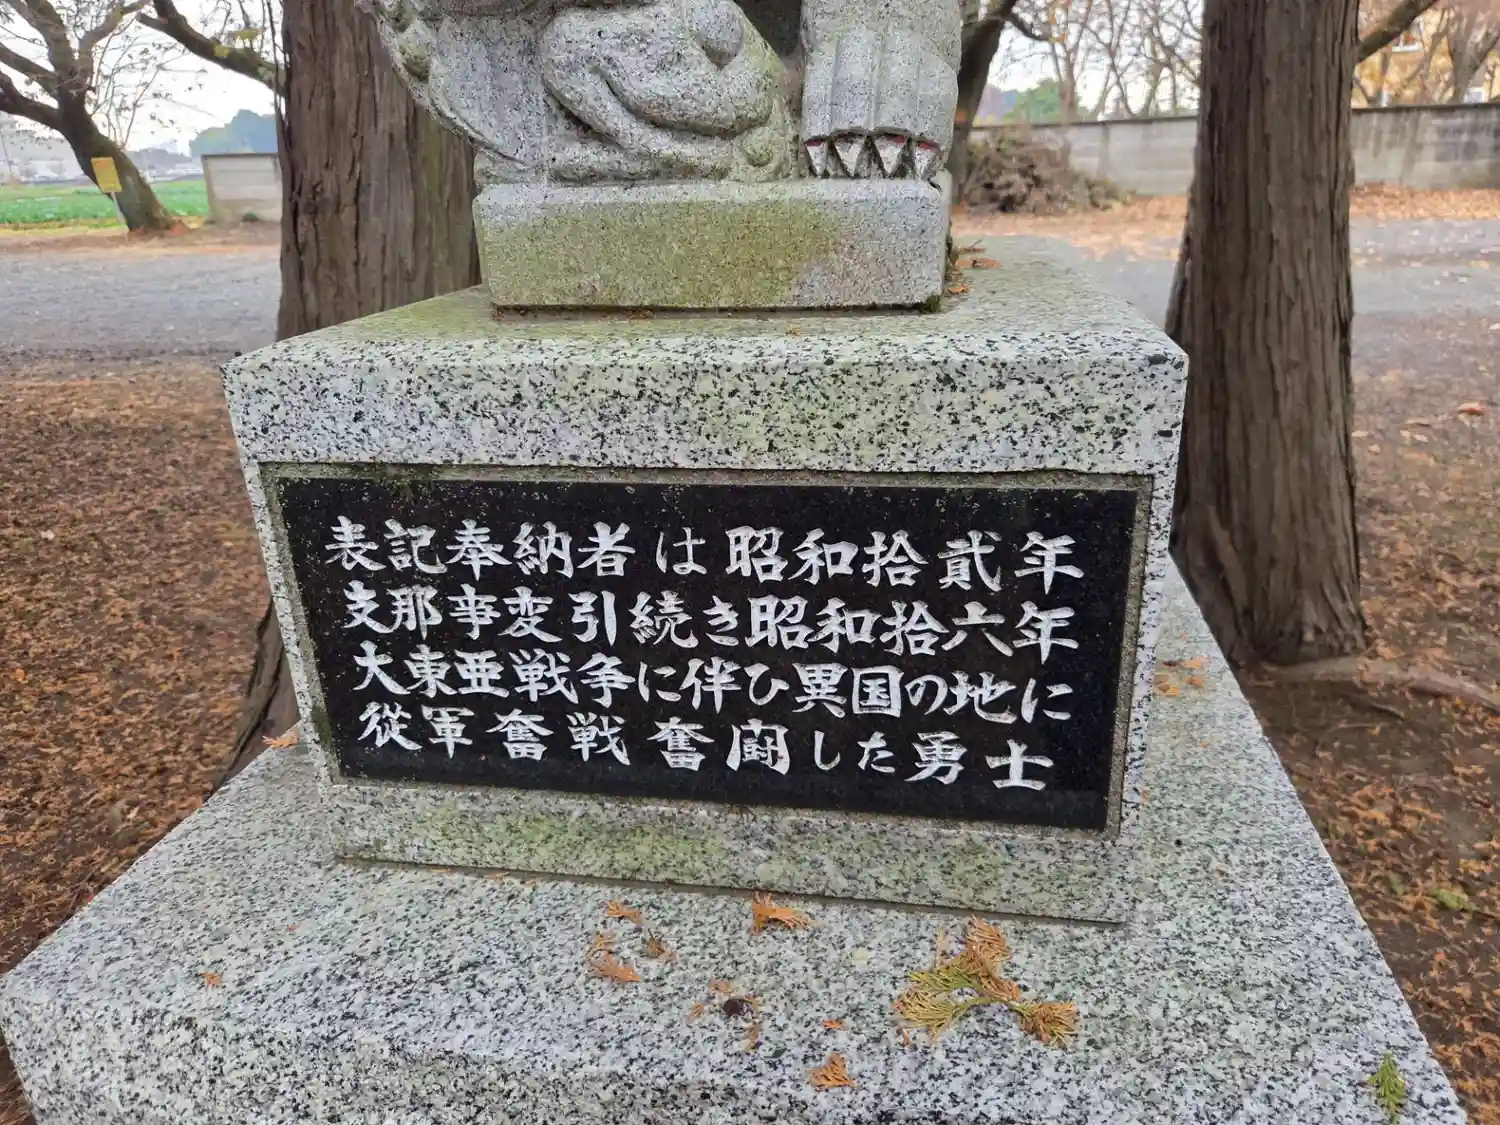 表記奉納者は昭和拾貳年
支那事変引続き昭和拾六年
大東亜戦争に伴ひ異国の地に
従軍奮戦奮闘した勇士